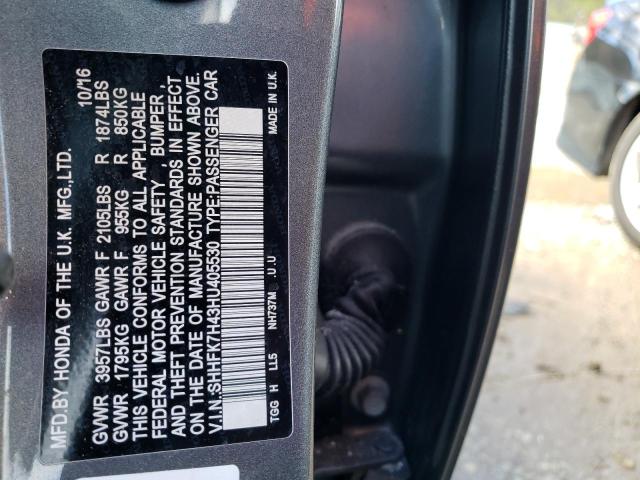 MFD.BY HONDA OF THE U.K. MFG.,LTD. 10/16
GVWR 3957LBS GAWR F 2105LBS R 1874LBS
GVWR 1795KG GAWR F 955KG R 850KG
THIS VEHICLE CONFORMS TO ALL APPLICABLE
FEDERAL MOTOR VEHICLE SAFETY , BUMPER ,
AND THEFT PREVENTION STANDARDS IN EFFECT
ON THE DATE OF MANUFACTURE SHOWN ABOVE.
V.I.N.:SHHFK7H43HU405530 TYPE:PASSENGER CAR
TGG H LL5 NH737M .U.U MADE IN U.K.